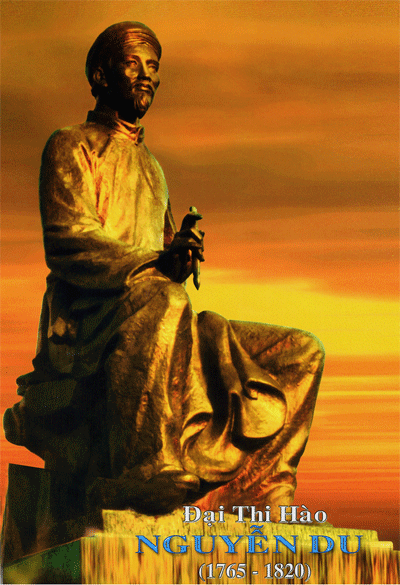 Đại Thi Hào
NGUYỄN DU
(1765 - 1820)